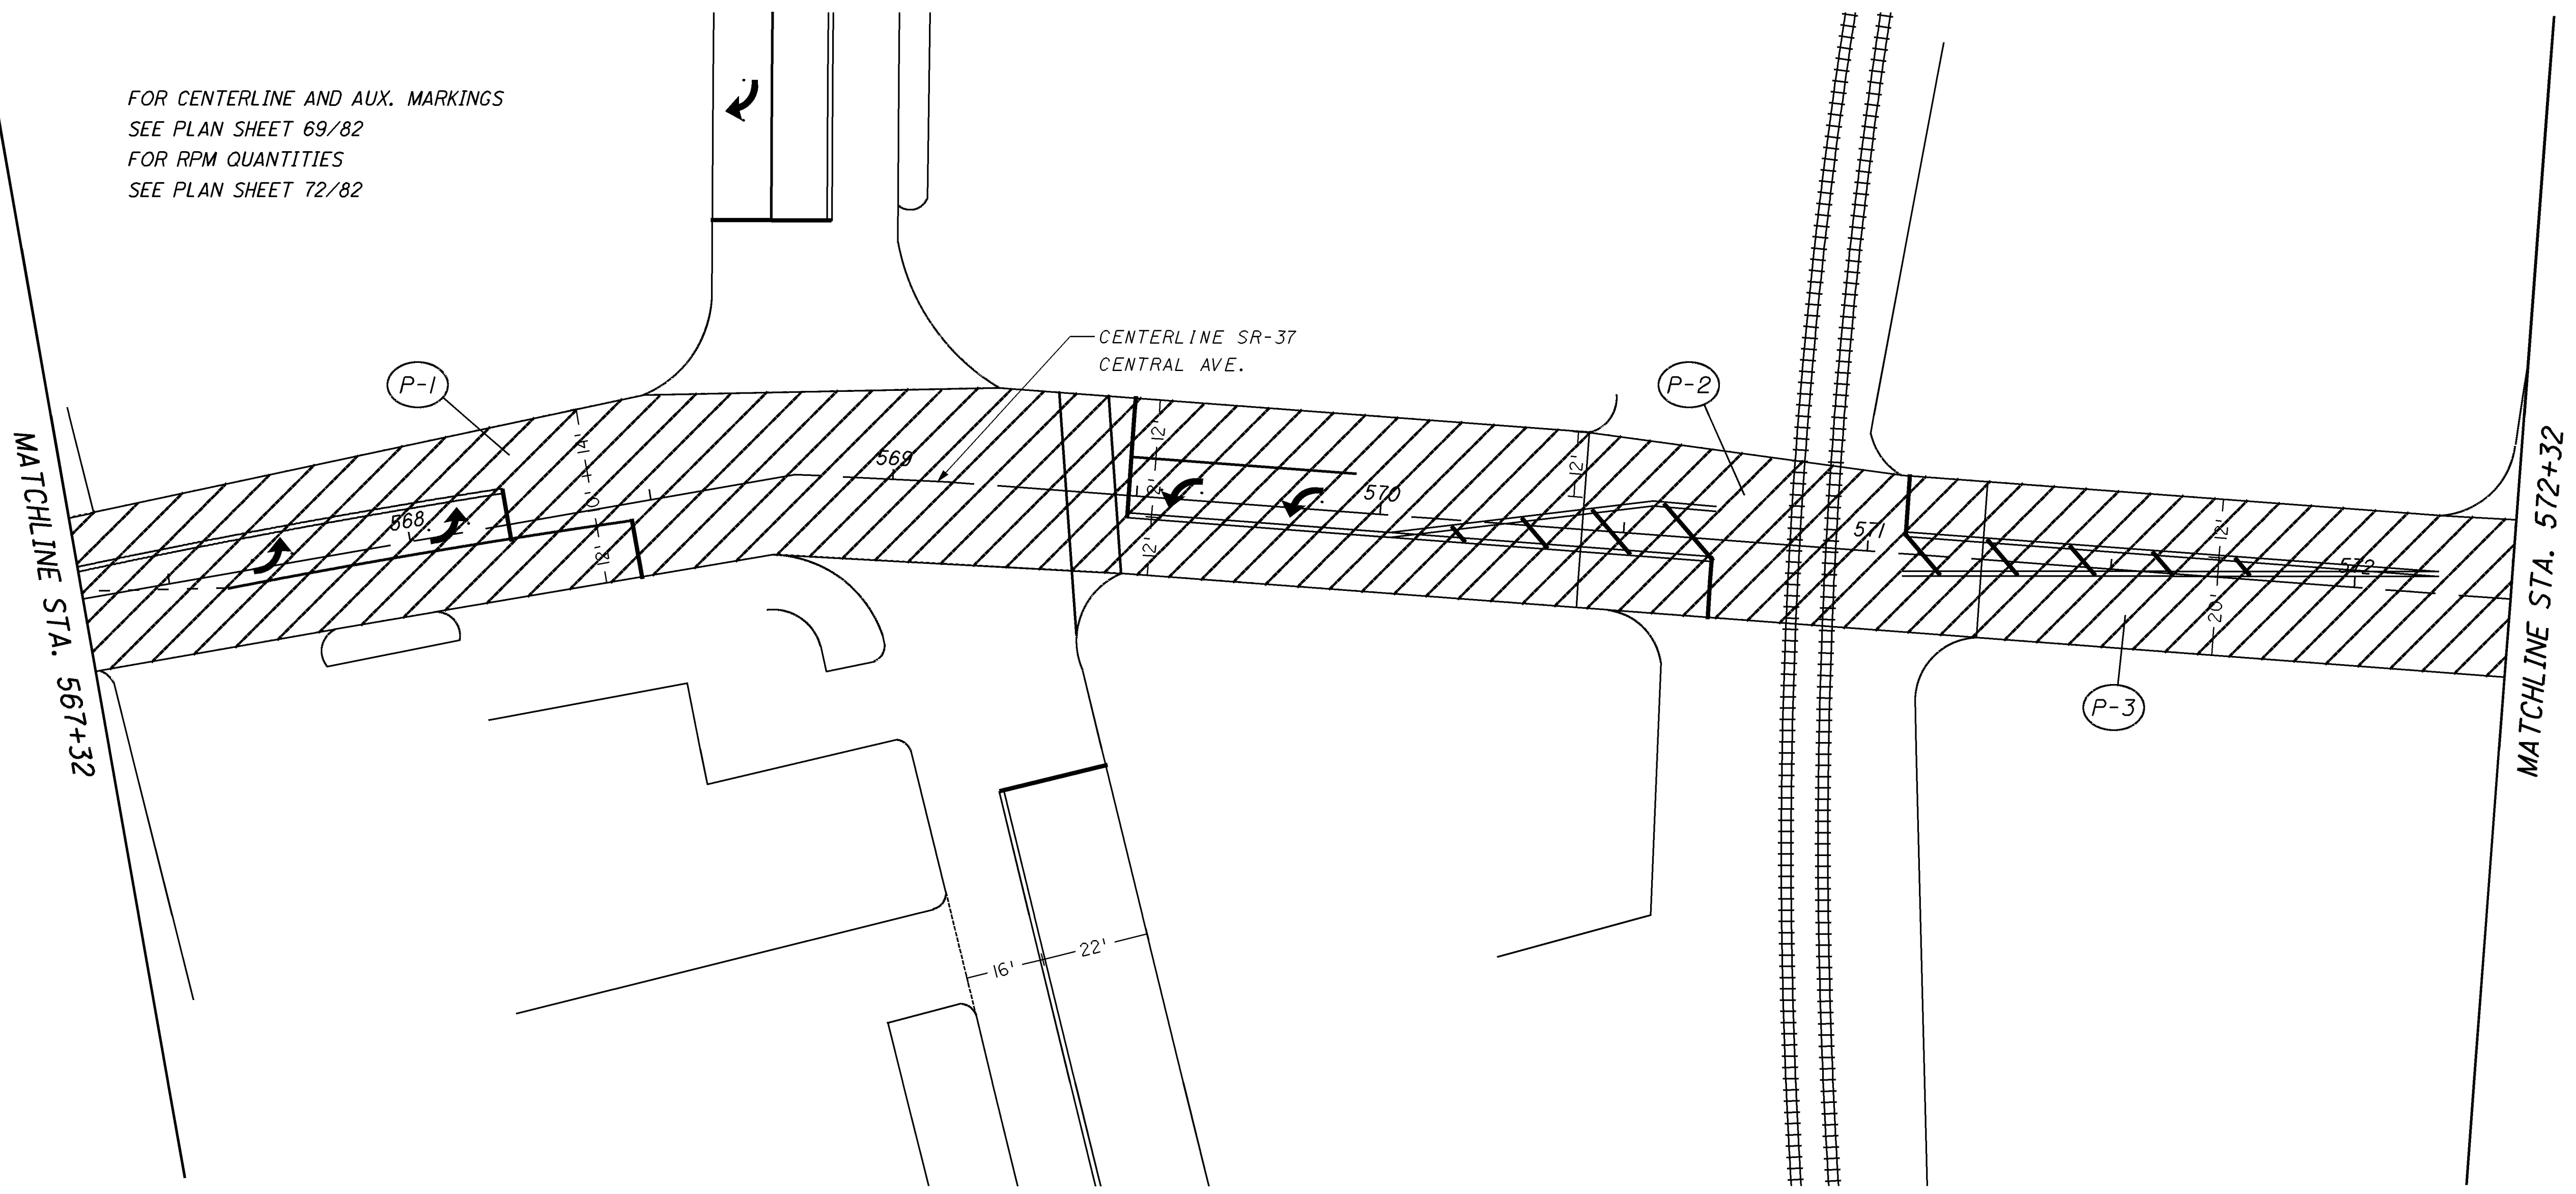 FOR CENTERLINE AND AUX. MARKINGS
SEE PLAN SHEET 69/82
FOR RPM QUANTITIES
SEE PLAN SHEET 72/82
CENTERLINE SR-37
CENTRAL AVE.
P-1
P-2
P-3
MATCHLINE STA. 567+32
MATCHLINE STA. 572+32
568
569
570
571
572
14'
12'
12'
12'
12'
12'
12'
20'
16'
22'